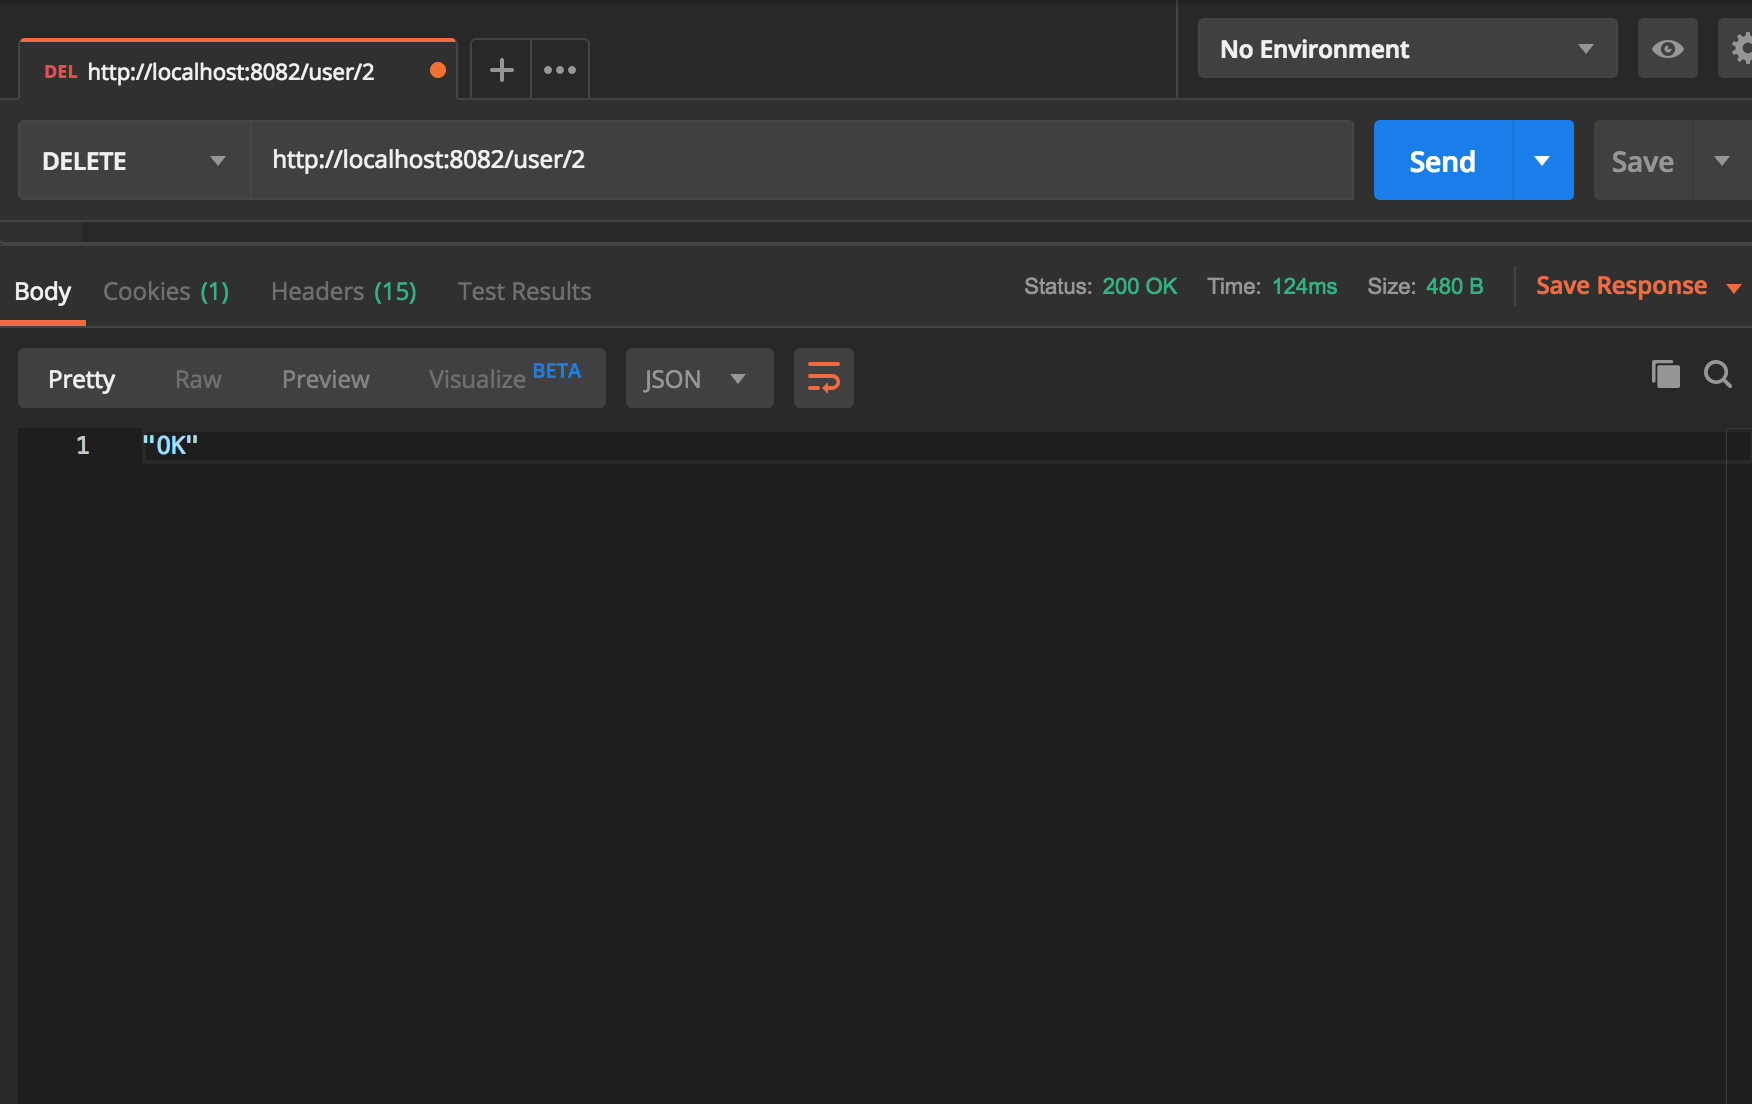 DEL http://localhost:8082/user/2
No Environment
DELETE http://localhost:8082/user/2 Send Save
Body Cookies (1) Headers (15) Test Results Status: 200 OK Time: 124ms Size: 480 B Save Response
Pretty Raw Preview Visualize BETA JSON
1 "OK"